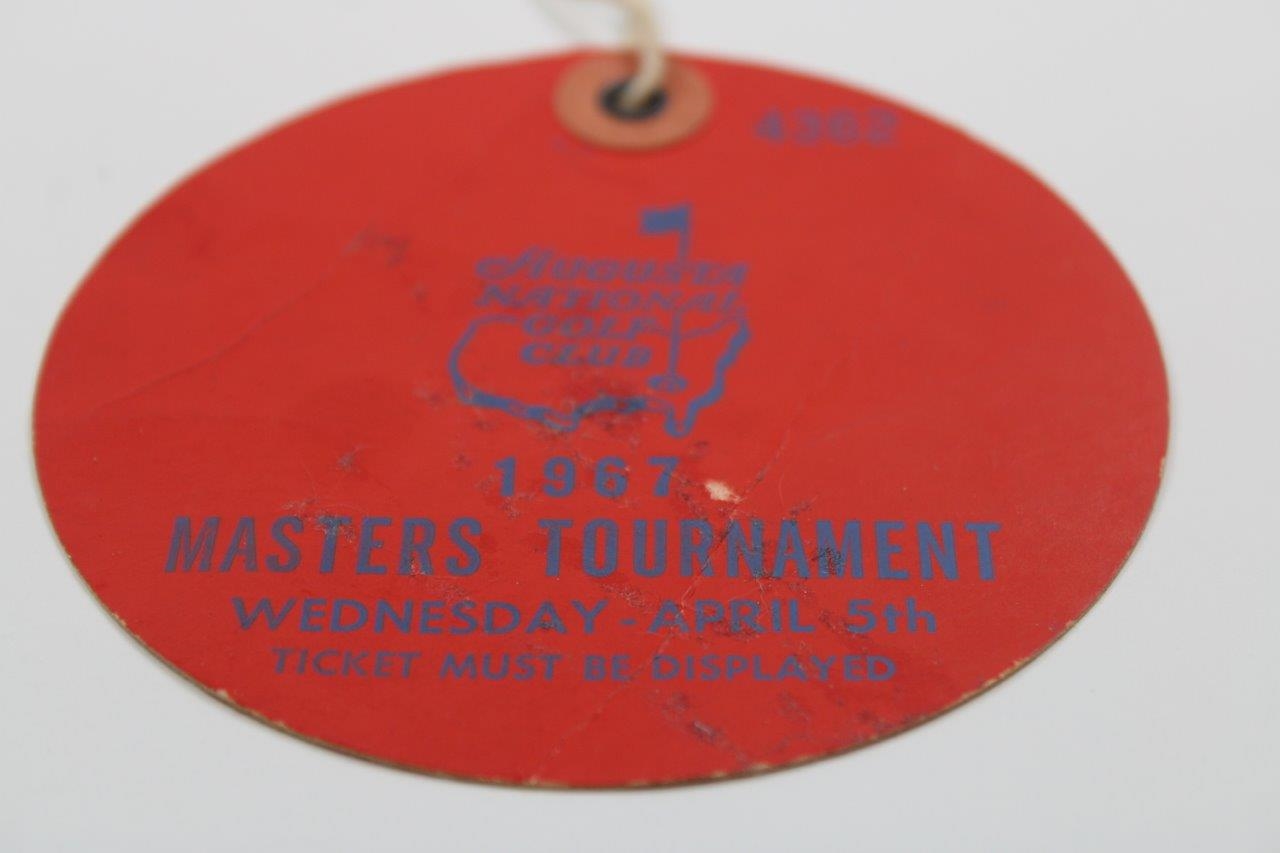 4362
Augusta
National
Golf
Club
1967
MASTERS TOURNAMENT
WEDNESDAY - APRIL 5th
TICKET MUST BE DISPLAYED